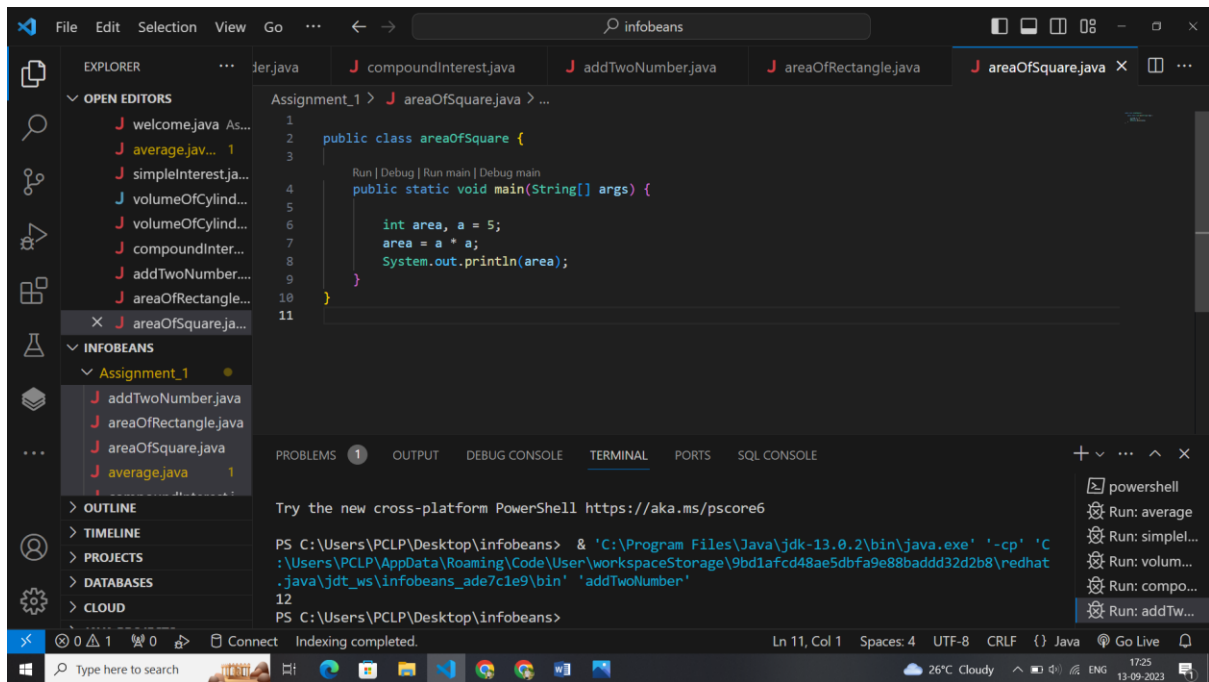 File Edit Selection View Go ··· infobeans
EXPLORER ···
OPEN EDITORS
welcome.java As...
average.jav... 1
simpleInterest.ja...
volumeOfCylind...
volumeOfCylind...
compoundInter...
addTwoNumber....
areaOfRectangle...
areaOfSquare.ja...
INFOBEANS
Assignment_1
addTwoNumber.java
areaOfRectangle.java
areaOfSquare.java
average.java 1
OUTLINE
TIMELINE
PROJECTS
DATABASES
CLOUD
der.java compoundInterest.java addTwoNumber.java areaOfRectangle.java areaOfSquare.java
Assignment_1 > areaOfSquare.java > ...
1
2 public class areaOfSquare {
3
Run | Debug | Run main | Debug main
4 public static void main(String[] args) {
5
6 int area, a = 5;
7 area = a * a;
8 System.out.println(area);
9 }
10 }
11
PROBLEMS 1 OUTPUT DEBUG CONSOLE TERMINAL PORTS SQL CONSOLE
Try the new cross-platform PowerShell https://aka.ms/pscore6
PS C:\Users\PCLP\Desktop\infobeans> & 'C:\Program Files\Java\jdk-13.0.2\bin\java.exe' '-cp' 'C
:\Users\PCLP\AppData\Roaming\Code\User\workspaceStorage\9bd1afcd48ae5dbfa9e88baddd32d2b8\redhat
.java\jdt_ws\infobeans_ade7c1e9\bin' 'addTwoNumber'
12
PS C:\Users\PCLP\Desktop\infobeans>
powershell
Run: average
Run: simpleI...
Run: volum...
Run: compo...
Run: addTw...
0 1 0 Connect Indexing completed. Ln 11, Col 1 Spaces: 4 UTF-8 CRLF {} Java Go Live
Type here to search 26°C Cloudy ENG 17:25
13-09-2023